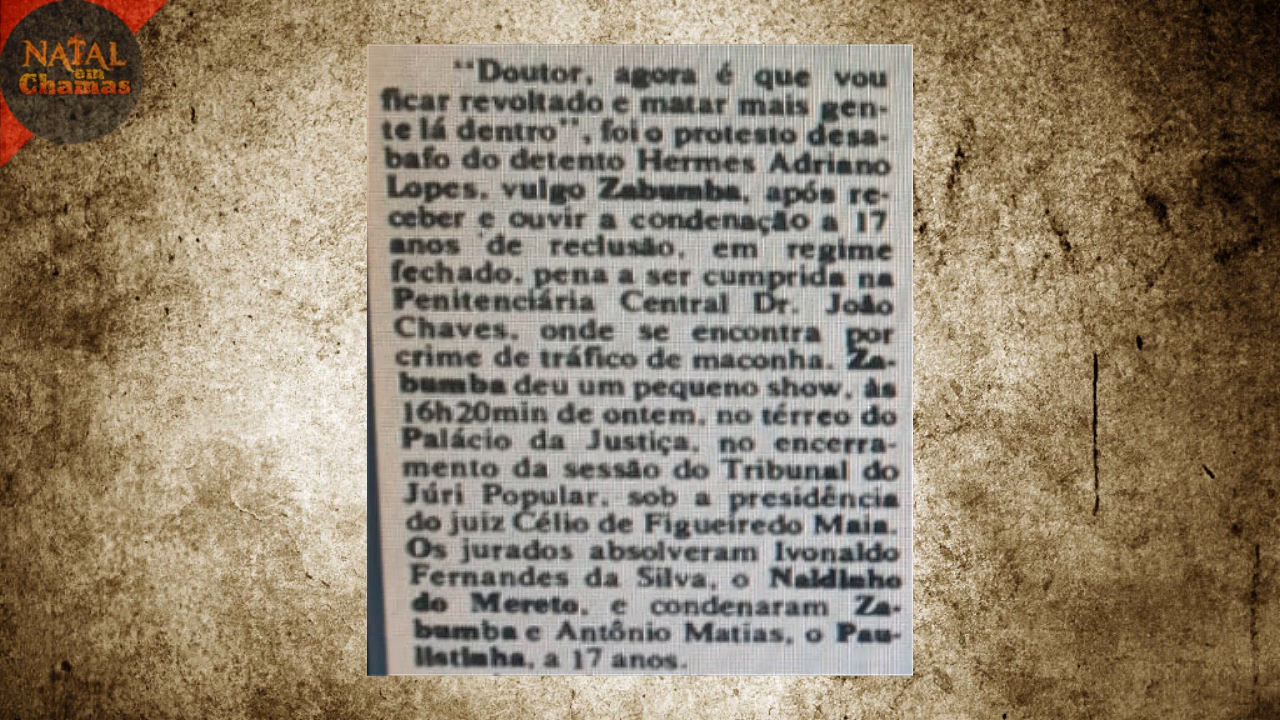 NATAL
em
Chamas
"Doutor, agora é que vou
ficar revoltado e matar mais gen-
te lá dentro", foi o protesto desa-
bafo do detento Hermes Adriano
Lopes, vulgo Zabumba, após re-
ceber e ouvir a condenação a 17
anos de reclusão, em regime
fechado, pena a ser cumprida na
Penitenciária Central Dr. João
Chaves, onde se encontra por
crime de tráfico de maconha. Za-
bumba deu um pequeno show, às
16h20min de ontem, no térreo do
Palácio da Justiça, no encerra-
mento da sessão do Tribunal do
Júri Popular, sob a presidência
do juiz Célio de Figueiredo Maia.
Os jurados absolveram Ivonaldo
Fernandes da Silva, o Naldinho
do Mereto, e condenaram Za-
bumba e Antônio Matias, o Pau-
listinha, a 17 anos.